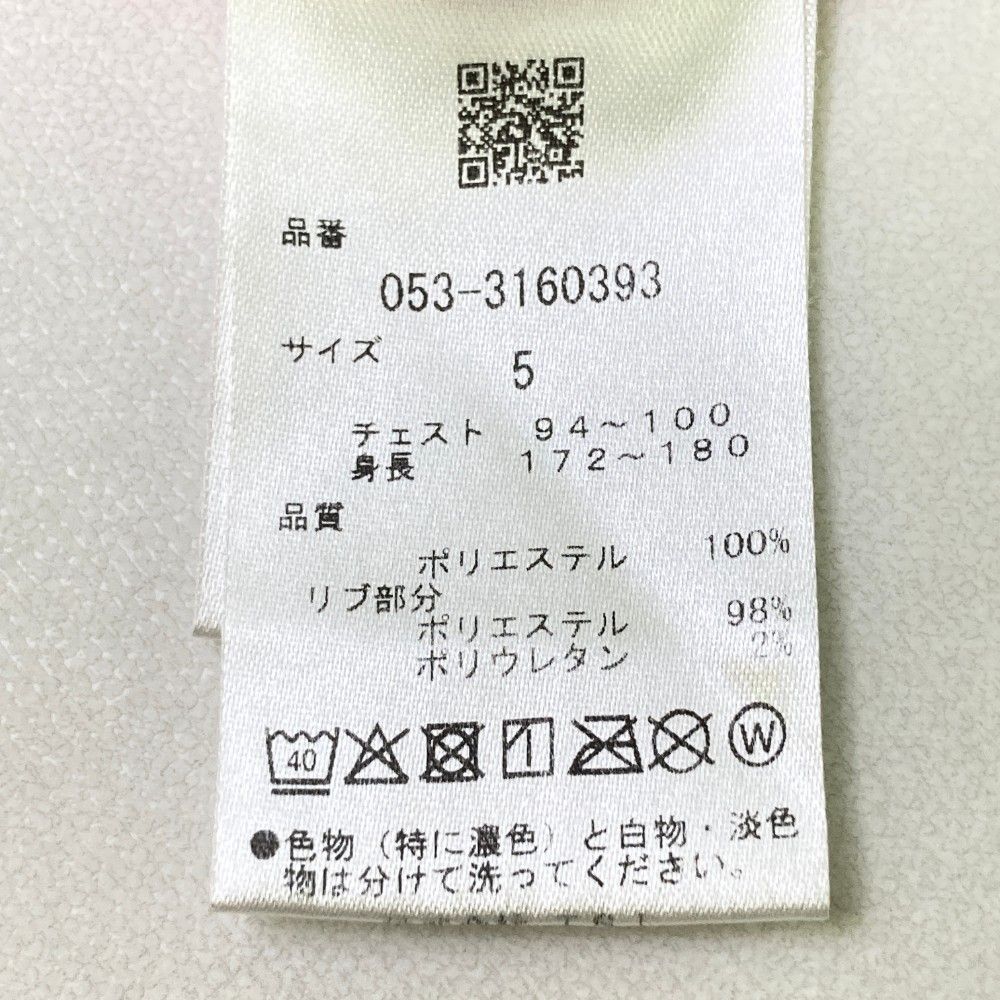 品番
053-3160393
サイズ
5
チェスト 94～100
身長 172～180
品質
ポリエステル 100%
リブ部分
ポリエステル 98%
ポリウレタン 2%
40 W
●色物（特に濃色）と白物・淡色
物は分けて洗ってください。